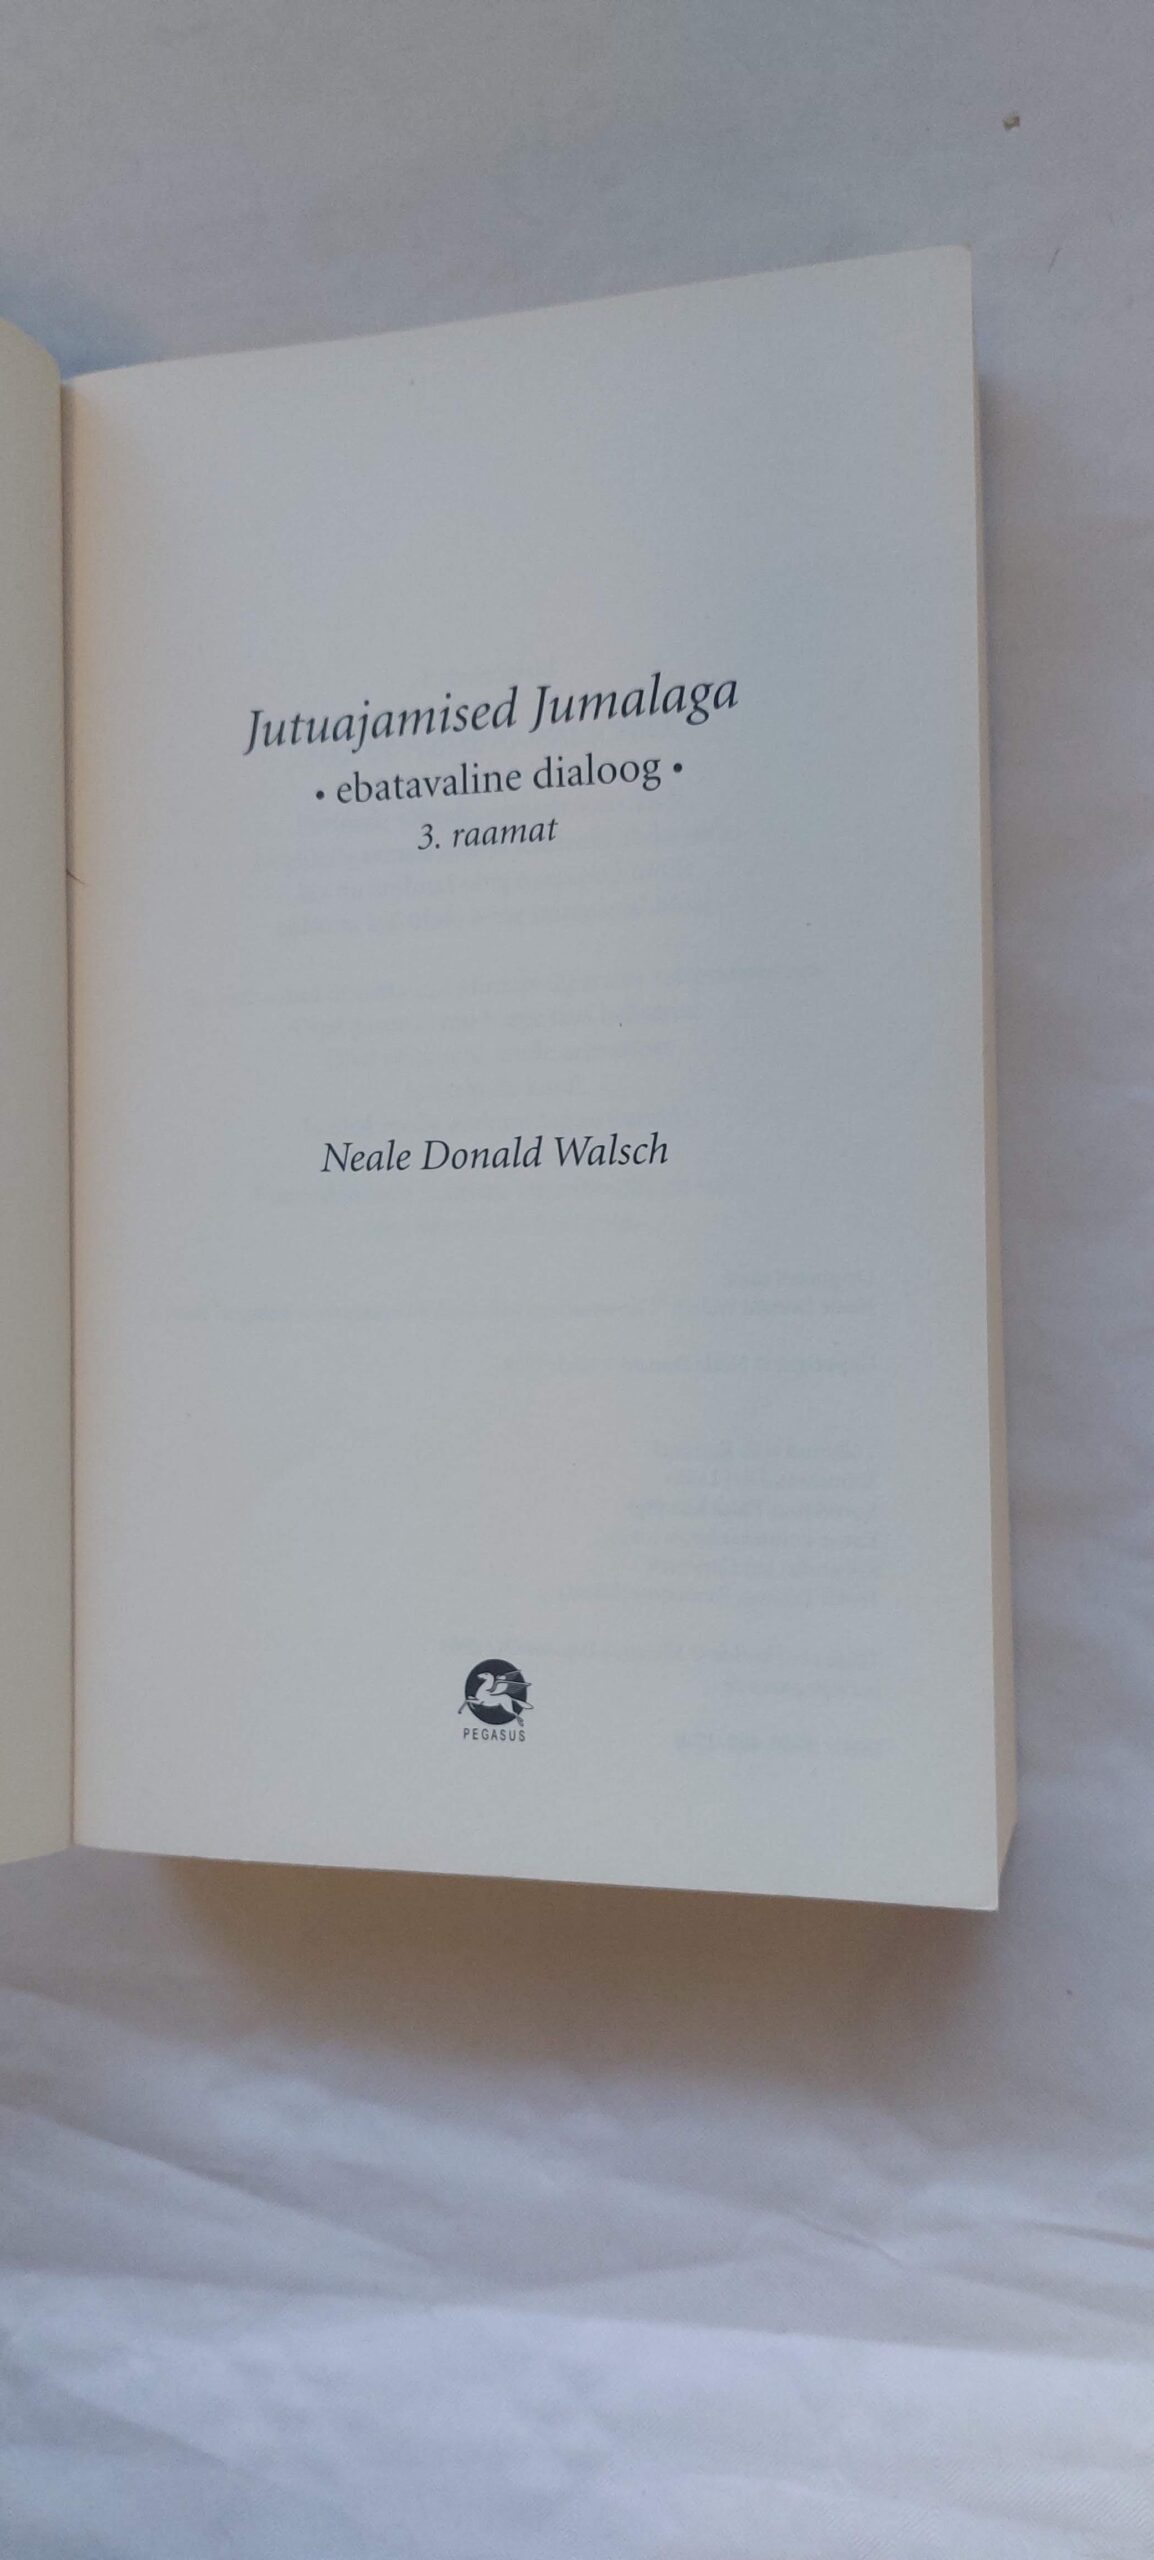 Jutuajamised Jumalaga
• ebatavaline dialoog •
3. raamat
Neale Donald Walsch
PEGASUS